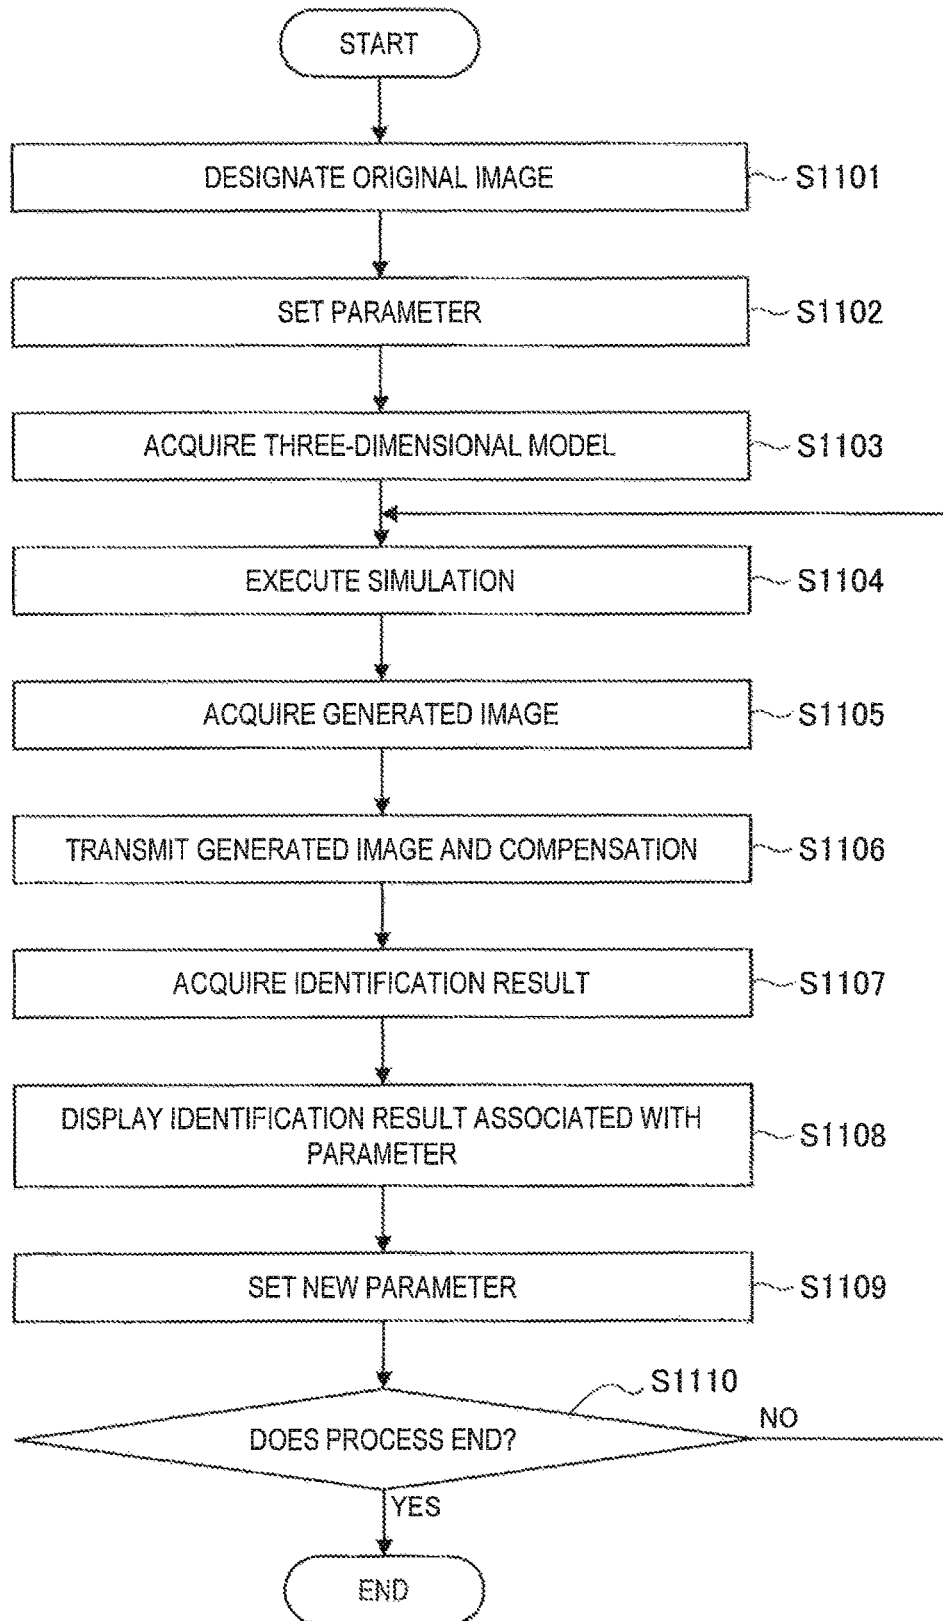 START
DESIGNATE ORIGINAL IMAGE
S1101
SET PARAMETER
S1102
ACQUIRE THREE-DIMENSIONAL MODEL
S1103
EXECUTE SIMULATION
S1104
ACQUIRE GENERATED IMAGE
S1105
TRANSMIT GENERATED IMAGE AND COMPENSATION
S1106
ACQUIRE IDENTIFICATION RESULT
S1107
DISPLAY IDENTIFICATION RESULT ASSOCIATED WITH
PARAMETER
S1108
SET NEW PARAMETER
S1109
S1110
DOES PROCESS END?
NO
YES
END